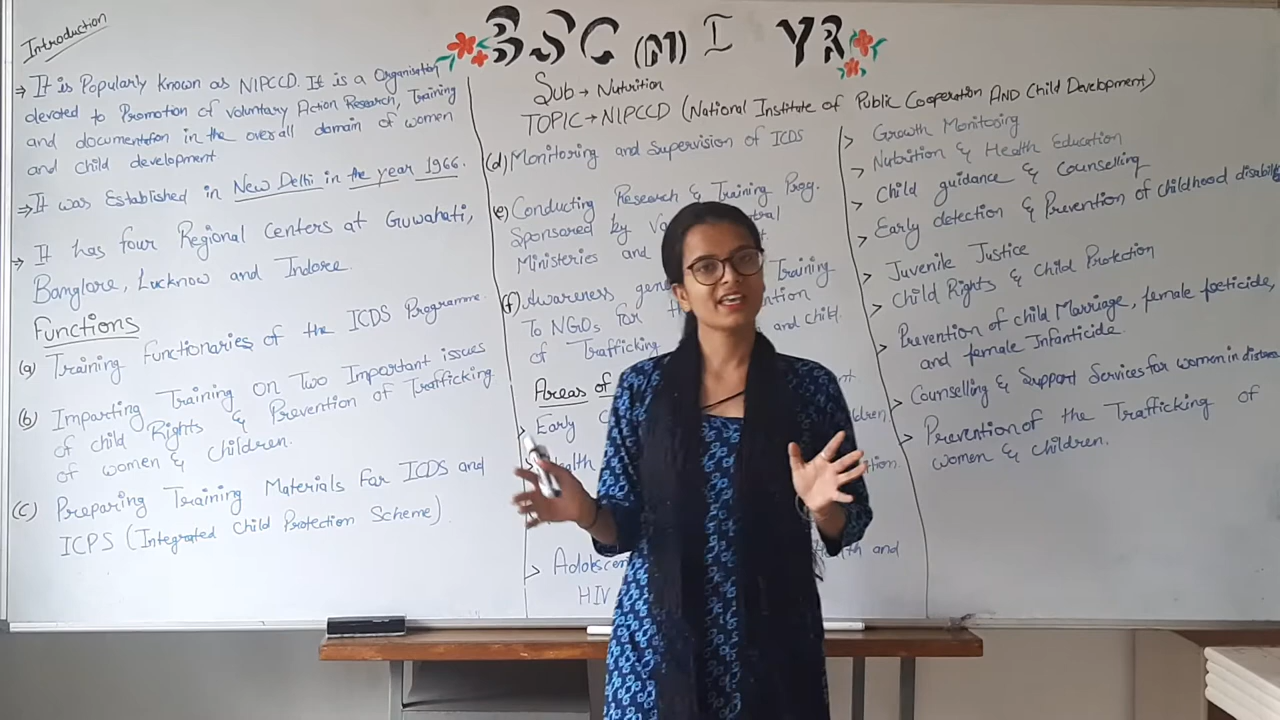 BSC (M) I YR
Sub → Nutrition
TOPIC → NIPCCD (National Institute of Public Cooperation AND Child Development)
Introduction
→ It is Popularly known as NIPCCD. It is a Organisation
devoted to Promotion of voluntary Action Research, Training
and documentation in the overall domain of women
and child development
→ It was Established in New Delhi in the year 1966.
→ It has four Regional Centers at Guwahati,
Banglore, Lucknow and Indore.
Functions
(a) Training Functionaries of the ICDS Programme.
(b) Imparting Training on Two Important issues
of child Rights & Prevention of Trafficking
of women & children.
(c) Preparing Training Materials For ICDS and
ICPS (Integrated Child Protection Scheme)
(d) Monitoring and Supervision of ICDS
(e) Conducting Research & Training Prog.
Sponsared by
Ministeries and
(f) Awareness Training
To NGOs for
of Trafficking and child.
Areas of
> Early
> Health
> Adolescent Health and
HIV
> Growth Monitoring
> Nutrition & Health Education
> Child guidance & Counselling
> Early detection & Prevention of childhood
> Juvenile Justice
> Child Rights & Child Protection
> Prevention of child Marriage, female foeticide,
and female Infanticide.
> Counselling & Support Services for women in
> Prevention of the Trafficking of
women & children.